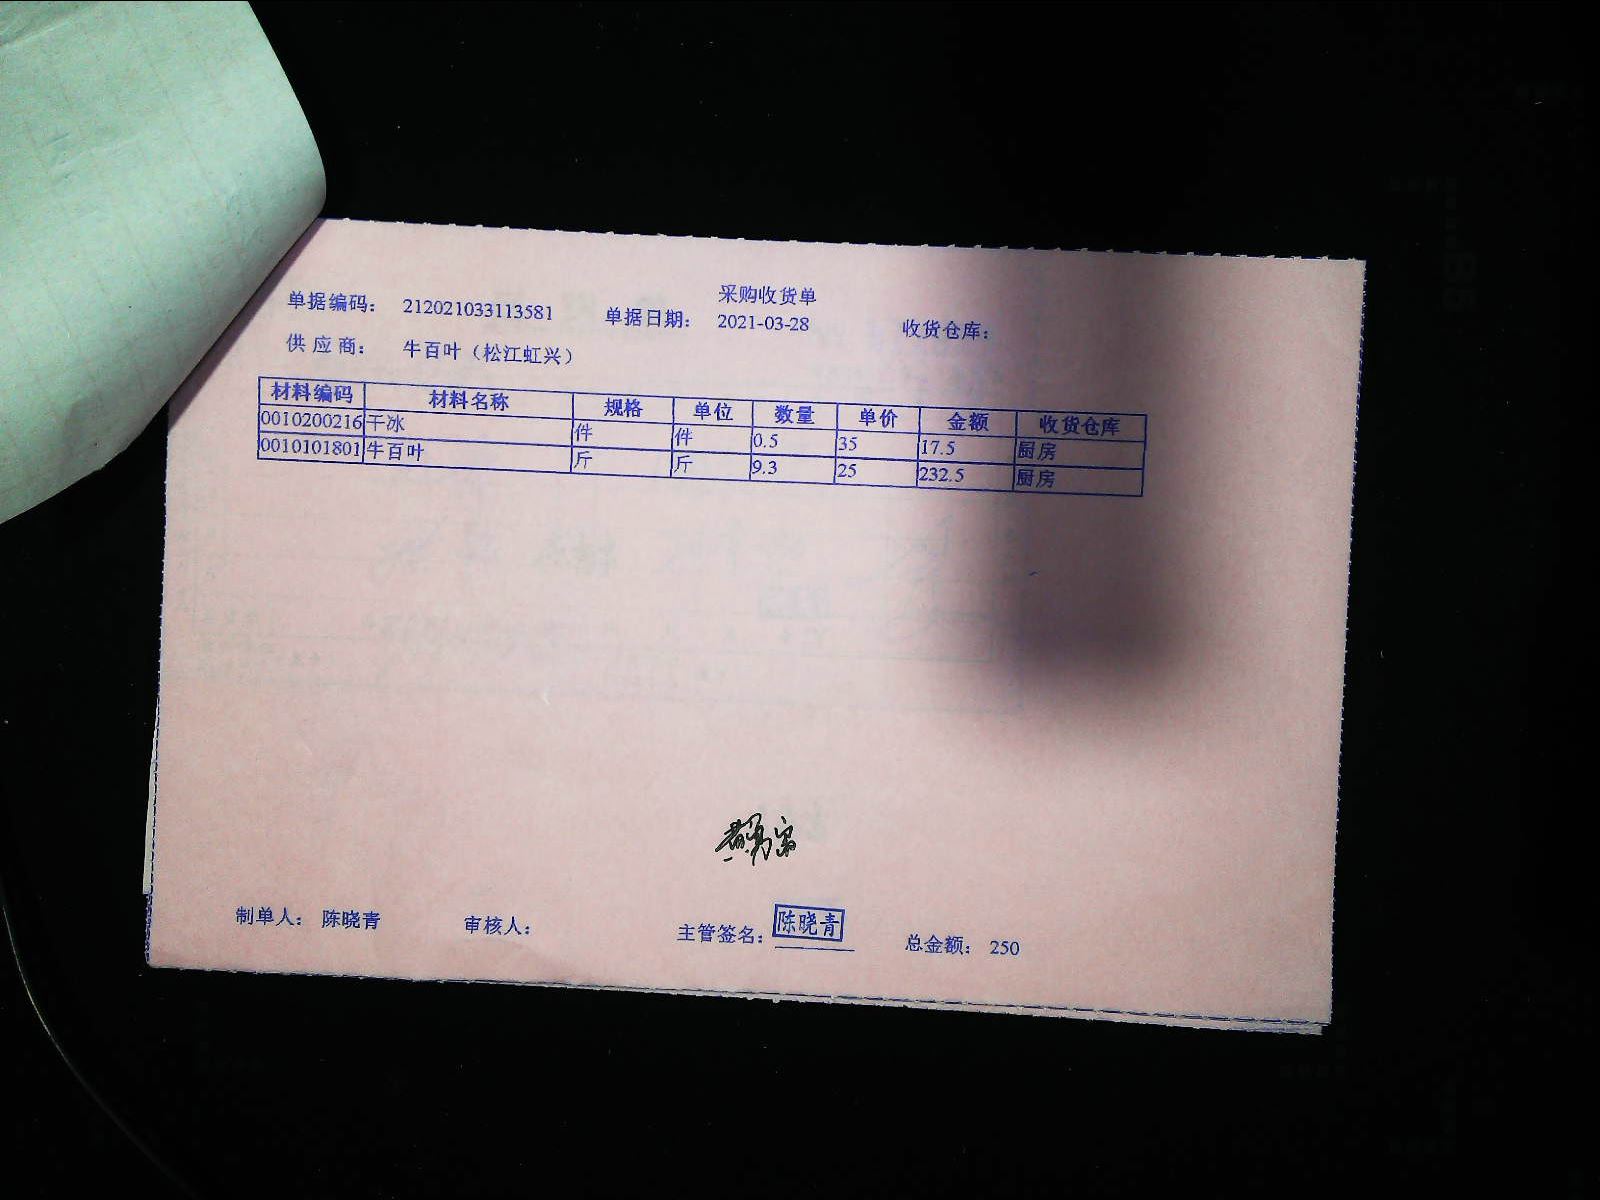 采购收货单
单据编码： 212021033113581 单据日期： 2021-03-28 收货仓库：
供 应 商： 牛百叶（松江虹兴）
材料编码 材料名称 规格 单位 数量 单价 金额 收货仓库
0010200216 干冰 件 件 0.5 35 17.5 厨房
0010101801 牛百叶 斤 斤 9.3 25 232.5 厨房
制单人： 陈晓青 审核人： 主管签名： 陈晓青 总金额： 250